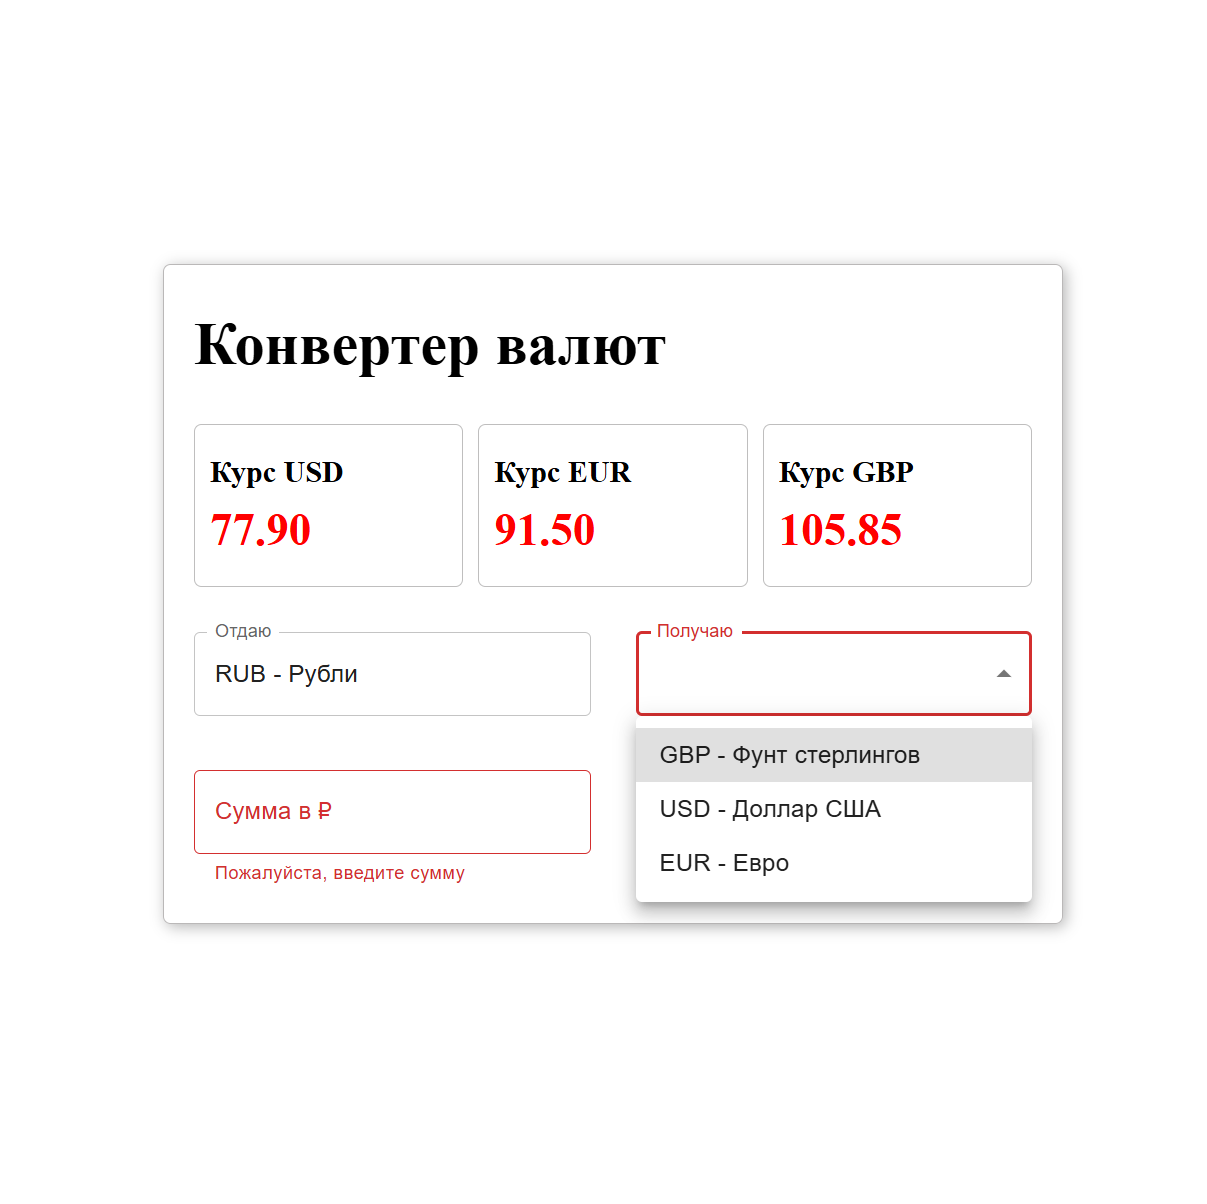 Конвертер валют
Курс USD
77.90
Курс EUR
91.50
Курс GBP
105.85
Отдаю
RUB - Рубли
Получаю
GBP - Фунт стерлингов
USD - Доллар США
EUR - Евро
Сумма в ₽
Пожалуйста, введите сумму